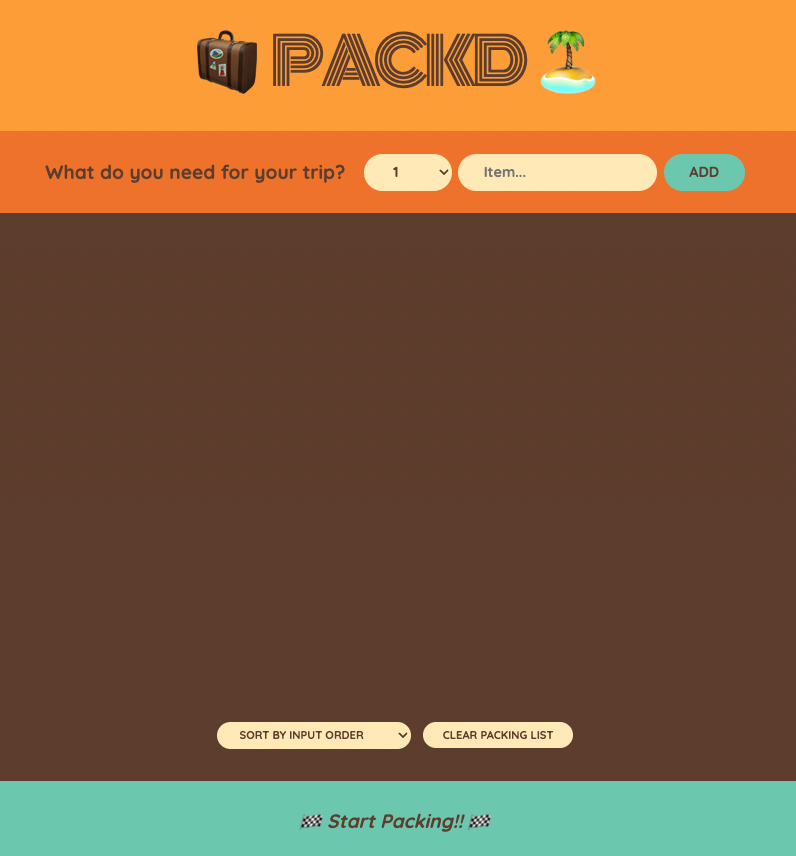 PACKD
What do you need for your trip? 1 Item... ADD
SORT BY INPUT ORDER CLEAR PACKING LIST
Start Packing!!